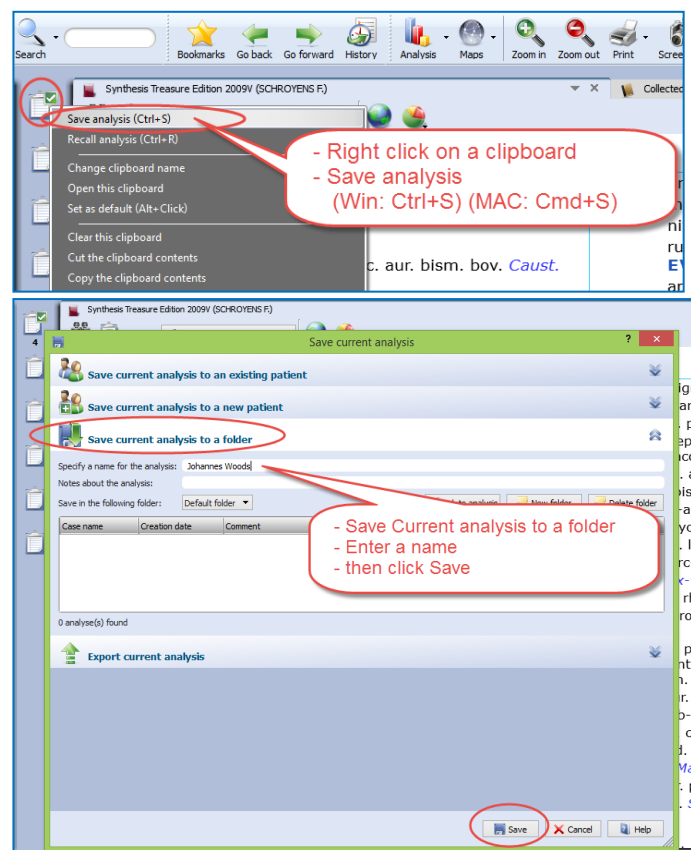 Search
Bookmarks Go back Go forward History Analysis Maps Zoom in Zoom out Print Scree
Synthesis Treasure Edition 2009V (SCHROYENS F.)
Collected
Save analysis (Ctrl+S)
Recall analysis (Ctrl+R)
Change clipboard name
Open this clipboard
Set as default (Alt+Click)
Clear this clipboard
Cut the clipboard contents
Copy the clipboard contents
- Right click on a clipboard
- Save analysis
(Win: Ctrl+S) (MAC: Cmd+S)
ni
ru
c. aur. bism. bov. Caust.
EV
ar
Synthesis Treasure Edition 2009V (SCHROYENS F.)
4
Save current analysis
?
Save current analysis to an existing patient
Save current analysis to a new patient
Save current analysis to a folder
Specify a name for the analysis: Johannes Woods
Notes about the analysis:
Save in the following folder: Default folder
New folder Delete folder
Case name Creation date Comment
- Save Current analysis to a folder
- Enter a name
- then click Save
0 analyse(s) found
Export current analysis
Save Cancel Help